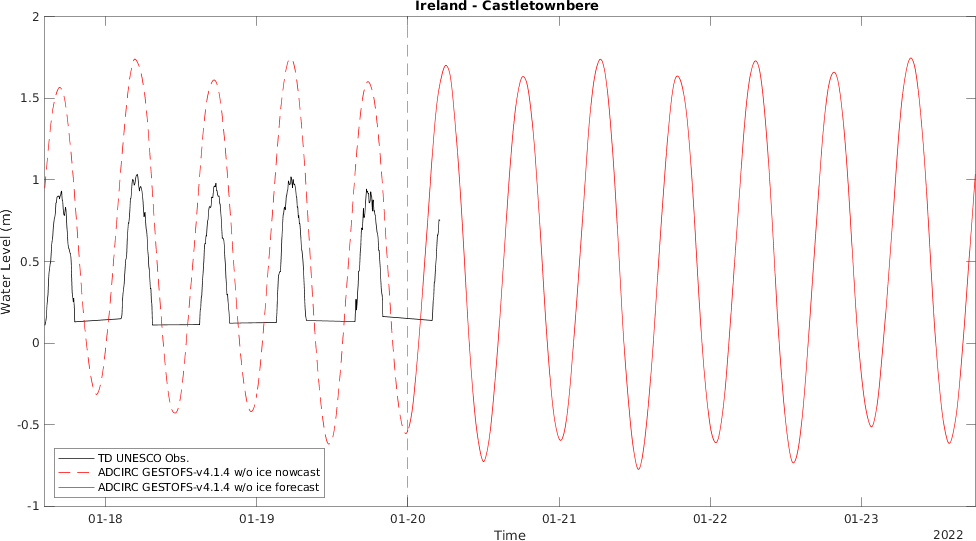 Ireland - Castletownbere
2
1.5
1
0.5
0
-0.5
-1
Water Level (m)
TD UNESCO Obs.
ADCIRC GESTOFS-v4.1.4 w/o ice nowcast
ADCIRC GESTOFS-v4.1.4 w/o ice forecast
01-18 01-19 01-20 01-21 01-22 01-23
Time
2022